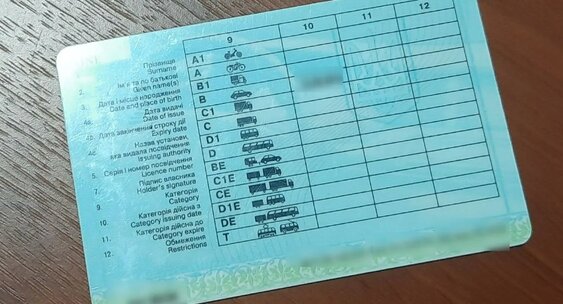 9 10 11 12
Прізвище
Surname
2. Ім'я та по батькові
Given name(s)
3. Дата і місце народження
Date and place of birth
4a. Дата видачі
Date of issue
4b. Дата закінчення строку дії
Expiry date
4c. Назва установи,
яка видала посвідчення
Issuing authority
5. Серія і номер посвідчення
Licence number
7. Підпис власника
Holder's signature
9. Категорія
Category
10. Категорія дійсна з
Category issuing date
11. Категорія дійсна до
Category expire
12. Обмеження
Restrictions
A1
A
B1
B
C1
C
D1
D
BE
C1E
CE
D1E
DE
T